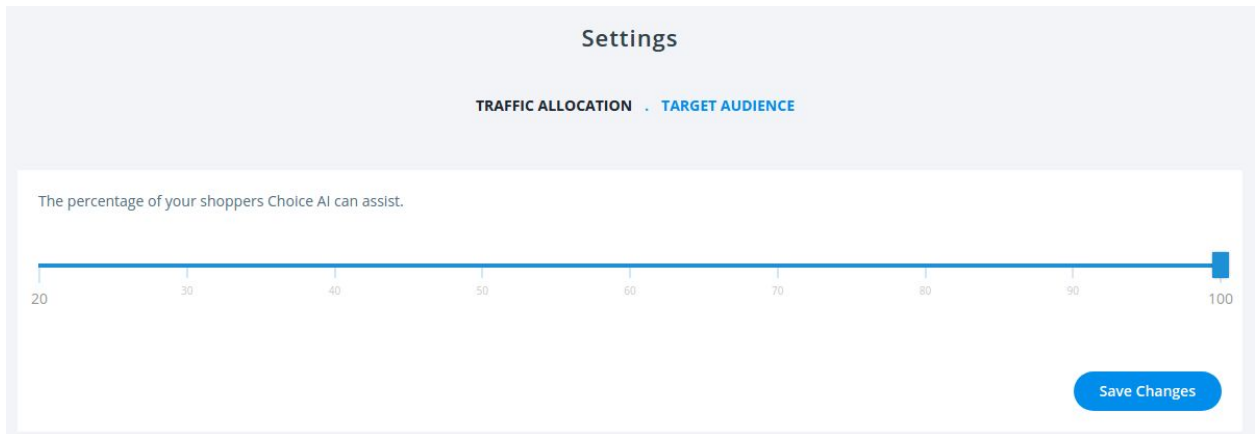 Settings
TRAFFIC ALLOCATION . TARGET AUDIENCE
The percentage of your shoppers Choice AI can assist.
20 30 40 50 60 70 80 90 100
Save Changes